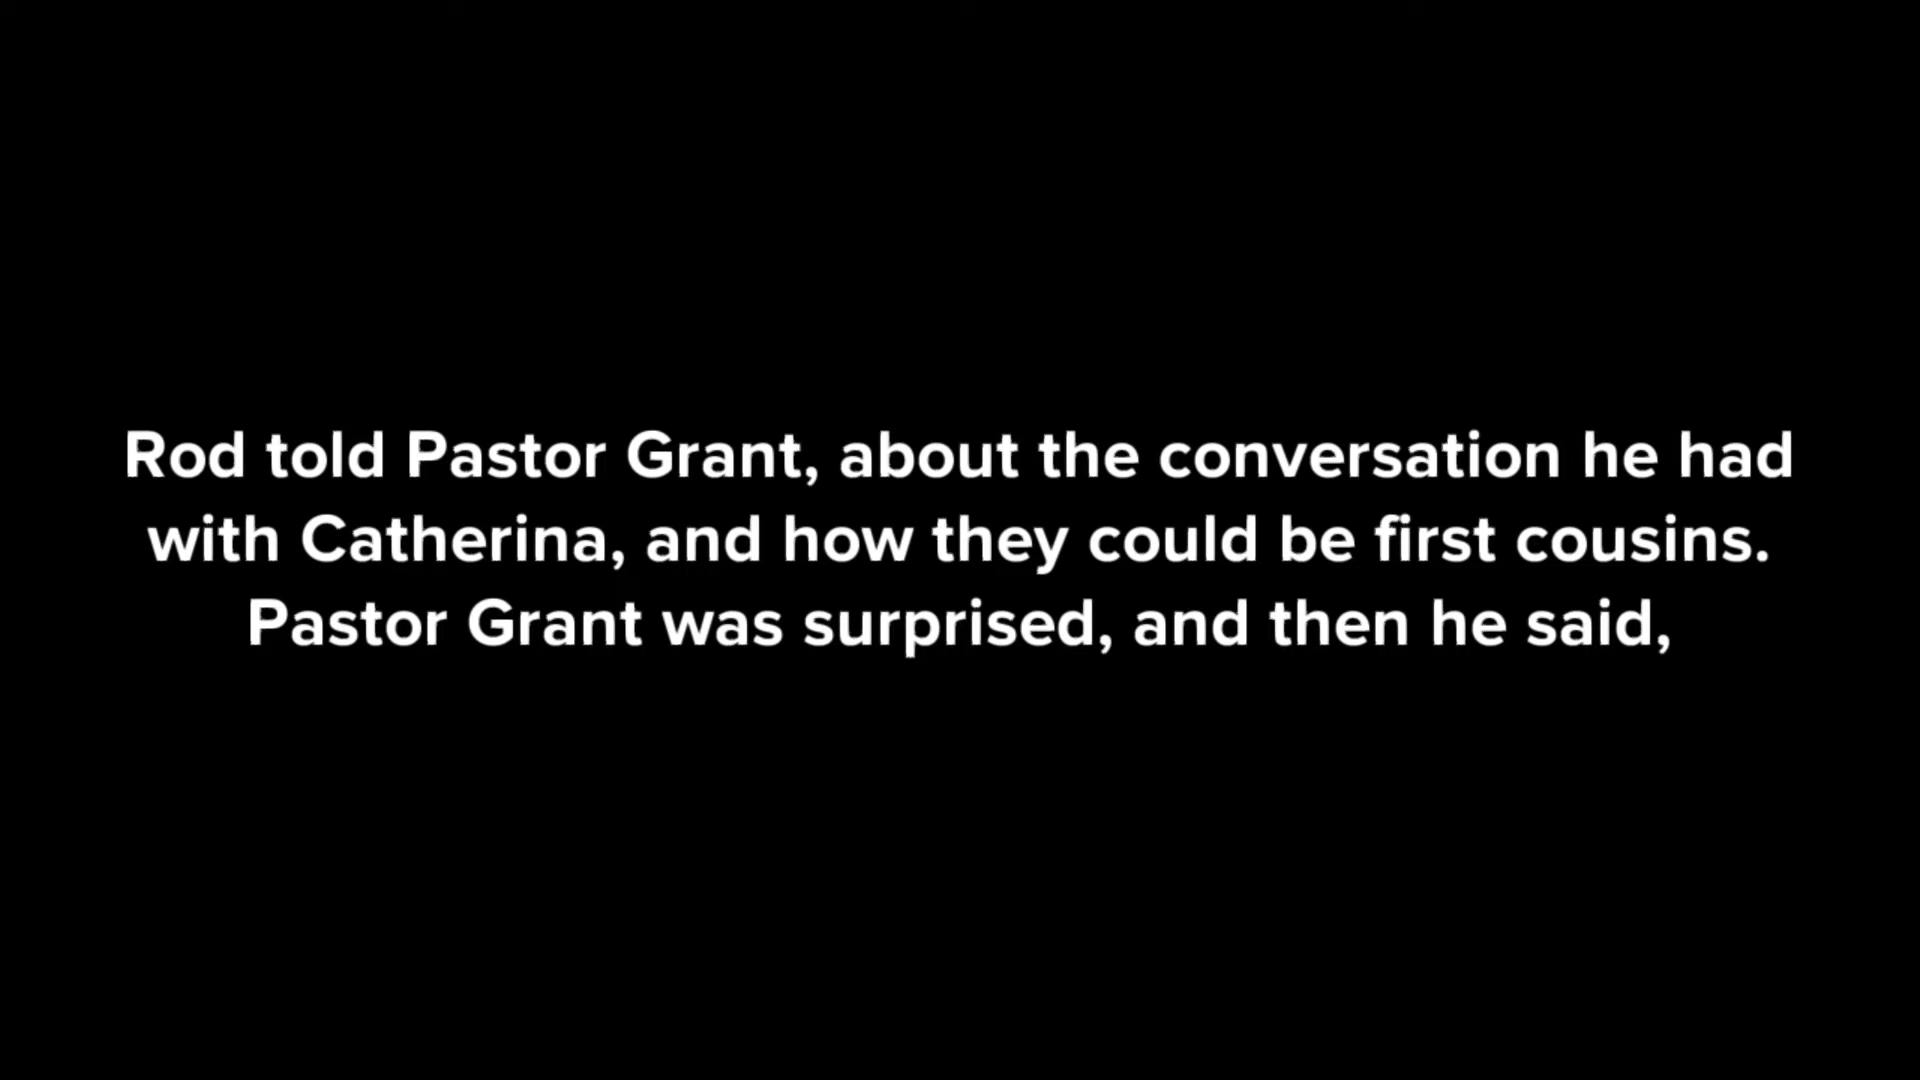 Rod told Pastor Grant, about the conversation he had
with Catherina, and how they could be first cousins.
Pastor Grant was surprised, and then he said,